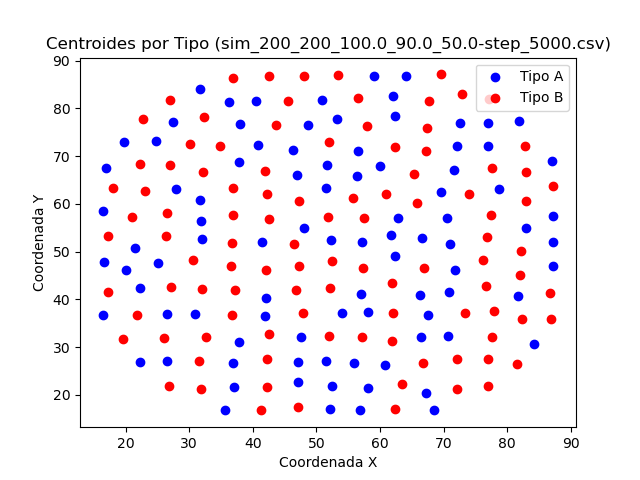 Centroides por Tipo (sim_200_200_100.0_90.0_50.0-step_5000.csv)
Tipo A
Tipo B
90
80
70
60
50
40
30
20
Coordenada Y
20 30 40 50 60 70 80 90
Coordenada X